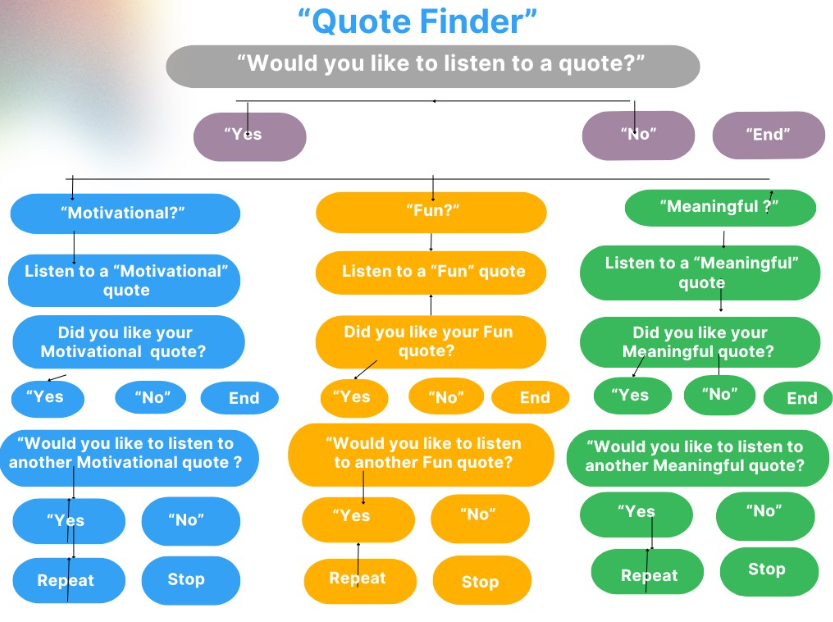 “Quote Finder”
“Would you like to listen to a quote?”
“Yes “No” “End”
“Motivational?” “Fun?” “Meaningful ?”
Listen to a “Motivational”
quote
Listen to a “Fun” quote
Listen to a “Meaningful”
quote
Did you like your
Motivational quote?
Did you like your Fun
quote?
Did you like your
Meaningful quote?
“Yes “No” End “Yes “No” End “Yes “No” End
“Would you like to listen to
another Motivational quote ?
“Would you like to listen
to another Fun quote?
“Would you like to listen to
another Meaningful quote?
“Yes “No” “Yes “No” “Yes “No”
Repeat Stop Repeat Stop Repeat Stop